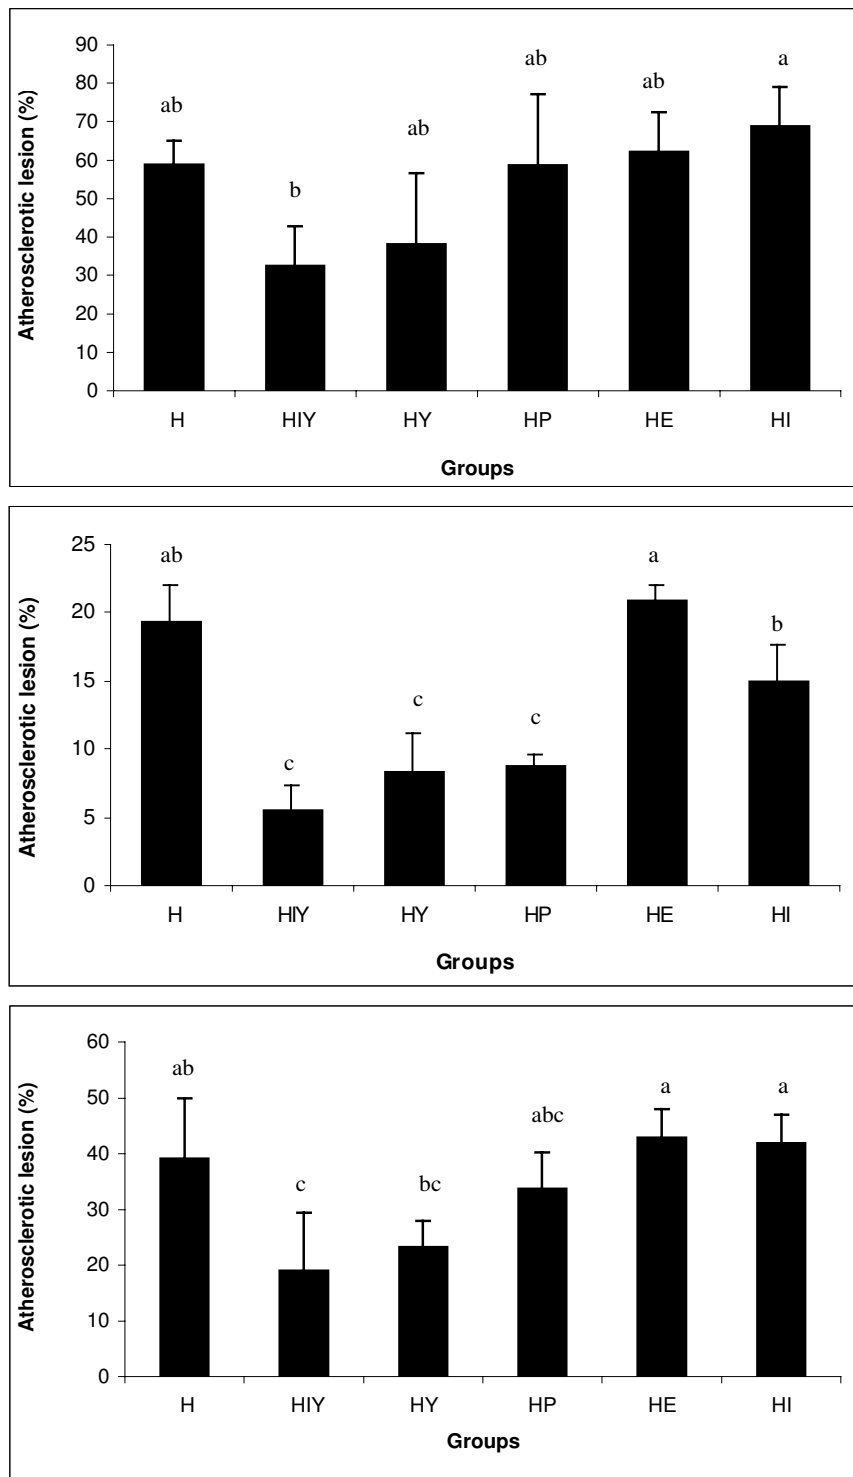 Atherosclerotic lesion (%)
90
80
70
60
50
40
30
20
10
0
ab
b
ab
ab
ab
a
H HIY HY HP HE HI
Groups
Atherosclerotic lesion (%)
25
20
15
10
5
0
ab
c
c
c
a
b
H HIY HY HP HE HI
Groups
Atherosclerotic lesion (%)
60
50
40
30
20
10
0
ab
c
bc
abc
a
a
H HIY HY HP HE HI
Groups